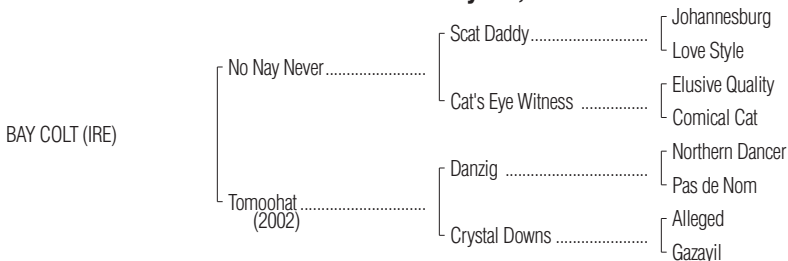 Johannesburg
Scat Daddy
Love Style
No Nay Never
Elusive Quality
Cat's Eye Witness
Comical Cat
BAY COLT (IRE)
Northern Dancer
Danzig
Pas de Nom
Tomoohat
(2002)
Alleged
Crystal Downs
Gazayil